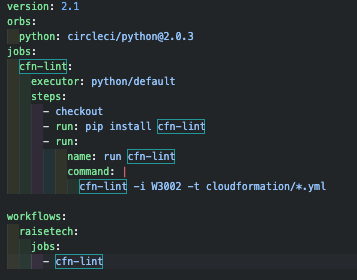 version: 2.1
orbs:
  python: circleci/python@2.0.3
jobs:
  cfn-lint:
    executor: python/default
    steps:
      - checkout
      - run: pip install cfn-lint
      - run:
          name: run cfn-lint
          command: |
            cfn-lint -i W3002 -t cloudformation/*.yml

workflows:
  raisetech:
    jobs:
      - cfn-lint